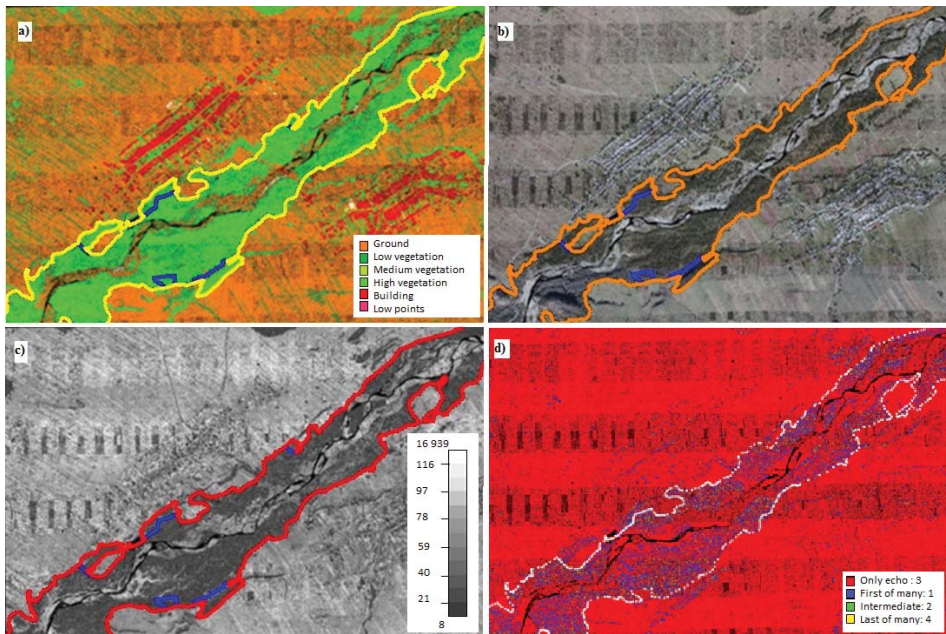 a)
Ground
Low vegetation
Medium vegetation
High vegetation
Building
Low points
b)
c)
16 939
116
97
78
59
40
21
8
d)
Only echo : 3
First of many: 1
Intermediate: 2
Last of many: 4